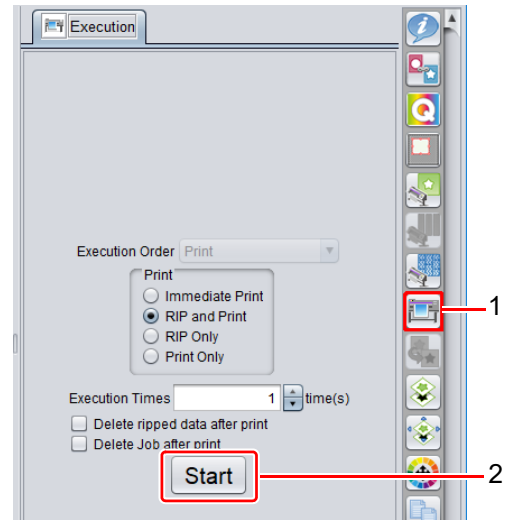 Execution
Execution Order Print
Print
Immediate Print
RIP and Print
RIP Only
Print Only
1
Execution Times 1 time(s)
Delete ripped data after print
Delete Job after print
Start
2